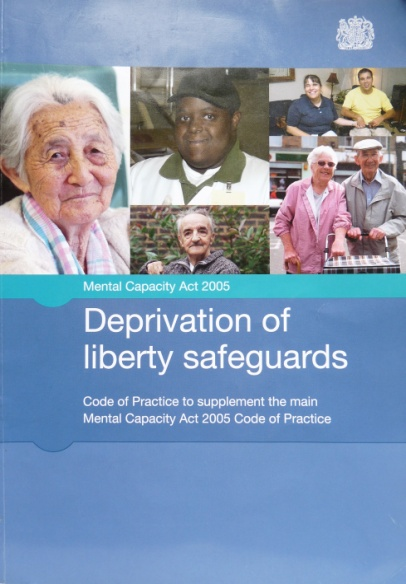 Mental Capacity Act 2005
Deprivation of
liberty safeguards
Code of Practice to supplement the main
Mental Capacity Act 2005 Code of Practice